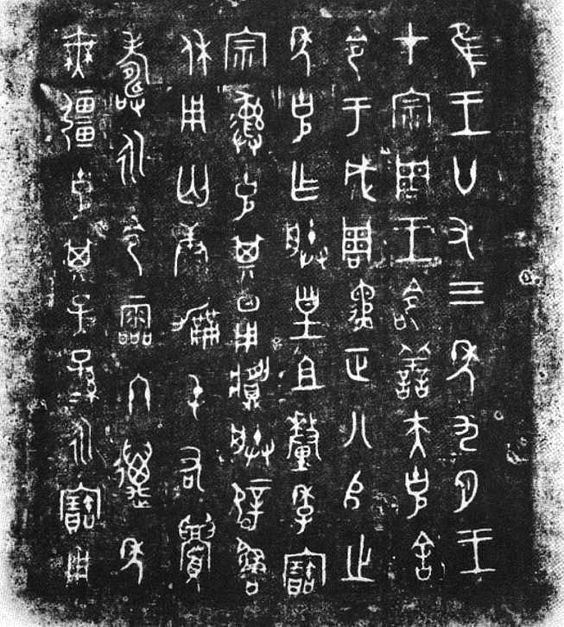 隹王廿又三年九月王
才宗周王命善夫克舍
令于成周遹正八𠂤之
年克乍朕皇且釐季寶
宗彝克其日用𪔉朕辟魯
休用匄康屯右眉
壽永令霝冬萬年
無疆克其子子孫孫永寶用